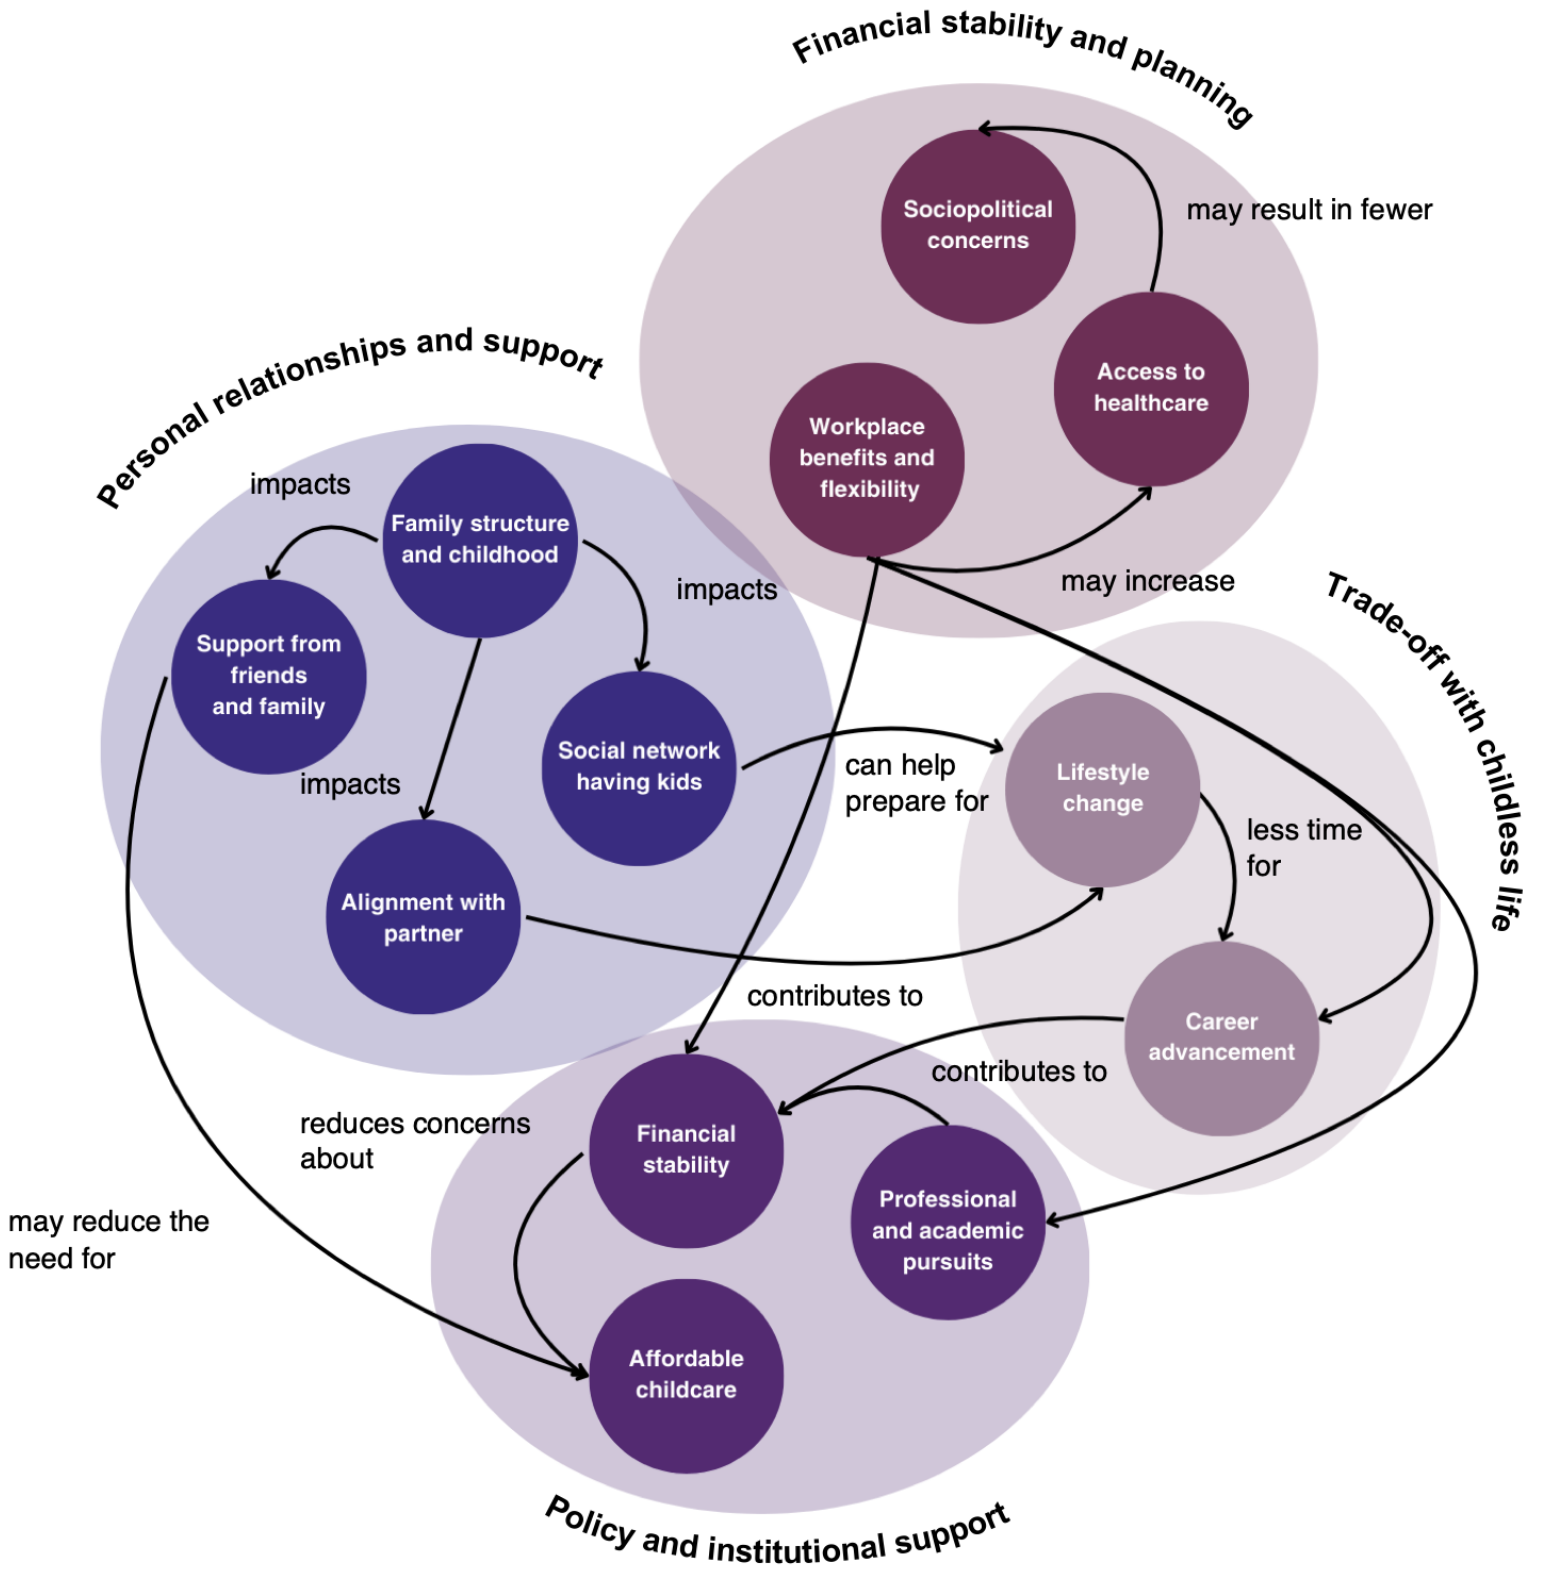 Financial stability and planning
Sociopolitical
concerns
may result in fewer
Access to
healthcare
Workplace
benefits and
flexibility
may increase
Personal relationships and support
impacts
Family structure
and childhood
impacts
Support from
friends
and family
impacts
Social network
having kids
Alignment with
partner
can help
prepare for
Trade-off with childless life
Lifestyle
change
less time
for
Career
advancement
contributes to
contributes to
reduces concerns
about
Financial
stability
Professional
and academic
pursuits
may reduce the
need for
Affordable
childcare
Policy and institutional support